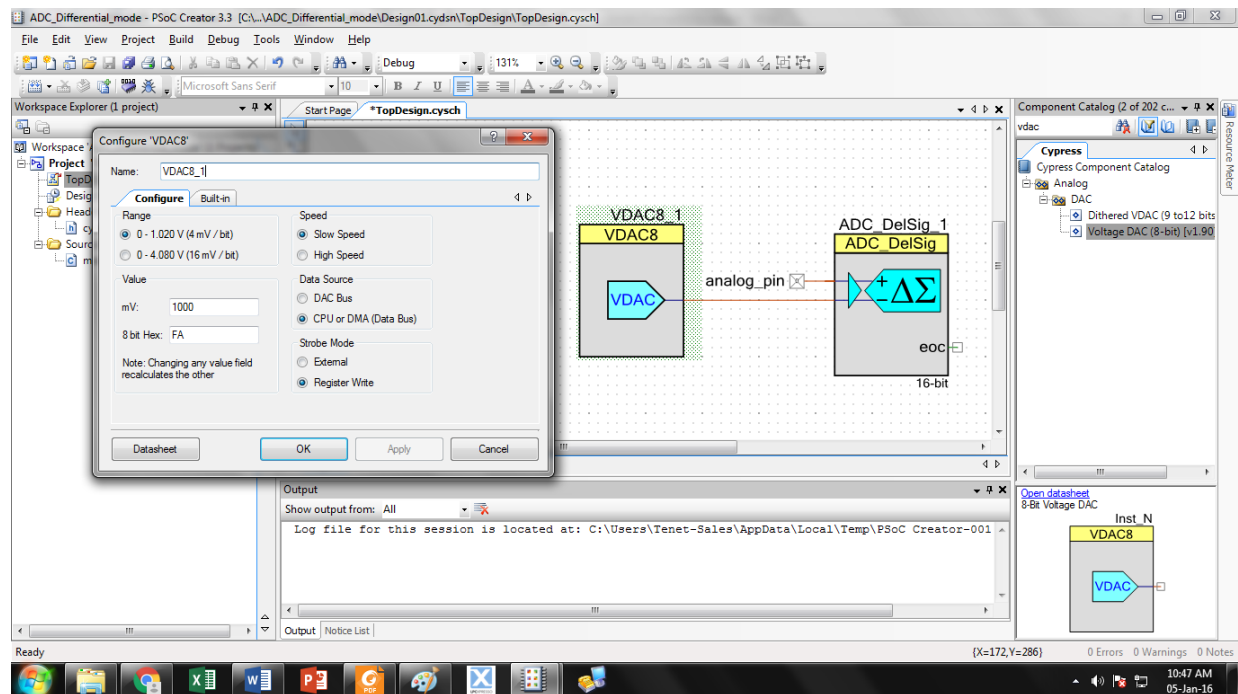 ADC_Differential_mode - PSoC Creator 3.3 [C:\...\ADC_Differential_mode\Design01.cydsn\TopDesign\TopDesign.cysch]
File Edit View Project Build Debug Tools Window Help
Debug 131%
Microsoft Sans Serif 10 B I U A
Workspace Explorer (1 project)
Start Page *TopDesign.cysch
Component Catalog (2 of 202 c...
vdac
Resource Meter
Workspace
Project
TopD
Desig
Head
cy
Sourc
m
Configure 'VDAC8'
Name: VDAC8_1
Configure Built-in
Range
0 - 1.020 V (4 mV / bit)
0 - 4.080 V (16 mV / bit)
Speed
Slow Speed
High Speed
Value
mV: 1000
8 bit Hex: FA
Note: Changing any value field
recalculates the other
Data Source
DAC Bus
CPU or DMA (Data Bus)
Strobe Mode
External
Register Write
Datasheet OK Apply Cancel
VDAC8_1
VDAC8
VDAC
analog_pin
ADC_DelSig_1
ADC_DelSig
+
-
ΔΣ
eoc
16-bit
Cypress
Cypress Component Catalog
Analog
DAC
Dithered VDAC (9 to12 bits
Voltage DAC (8-bit) [v1.90
Output
Show output from: All
Log file for this session is located at: C:\Users\Tenet-Sales\AppData\Local\Temp\PSoC Creator-001
Output Notice List
Open datasheet
8-Bit Voltage DAC
Inst_N
VDAC8
VDAC
Ready
{X=172,Y=286}
0 Errors 0 Warnings 0 Notes
10:47 AM
05-Jan-16